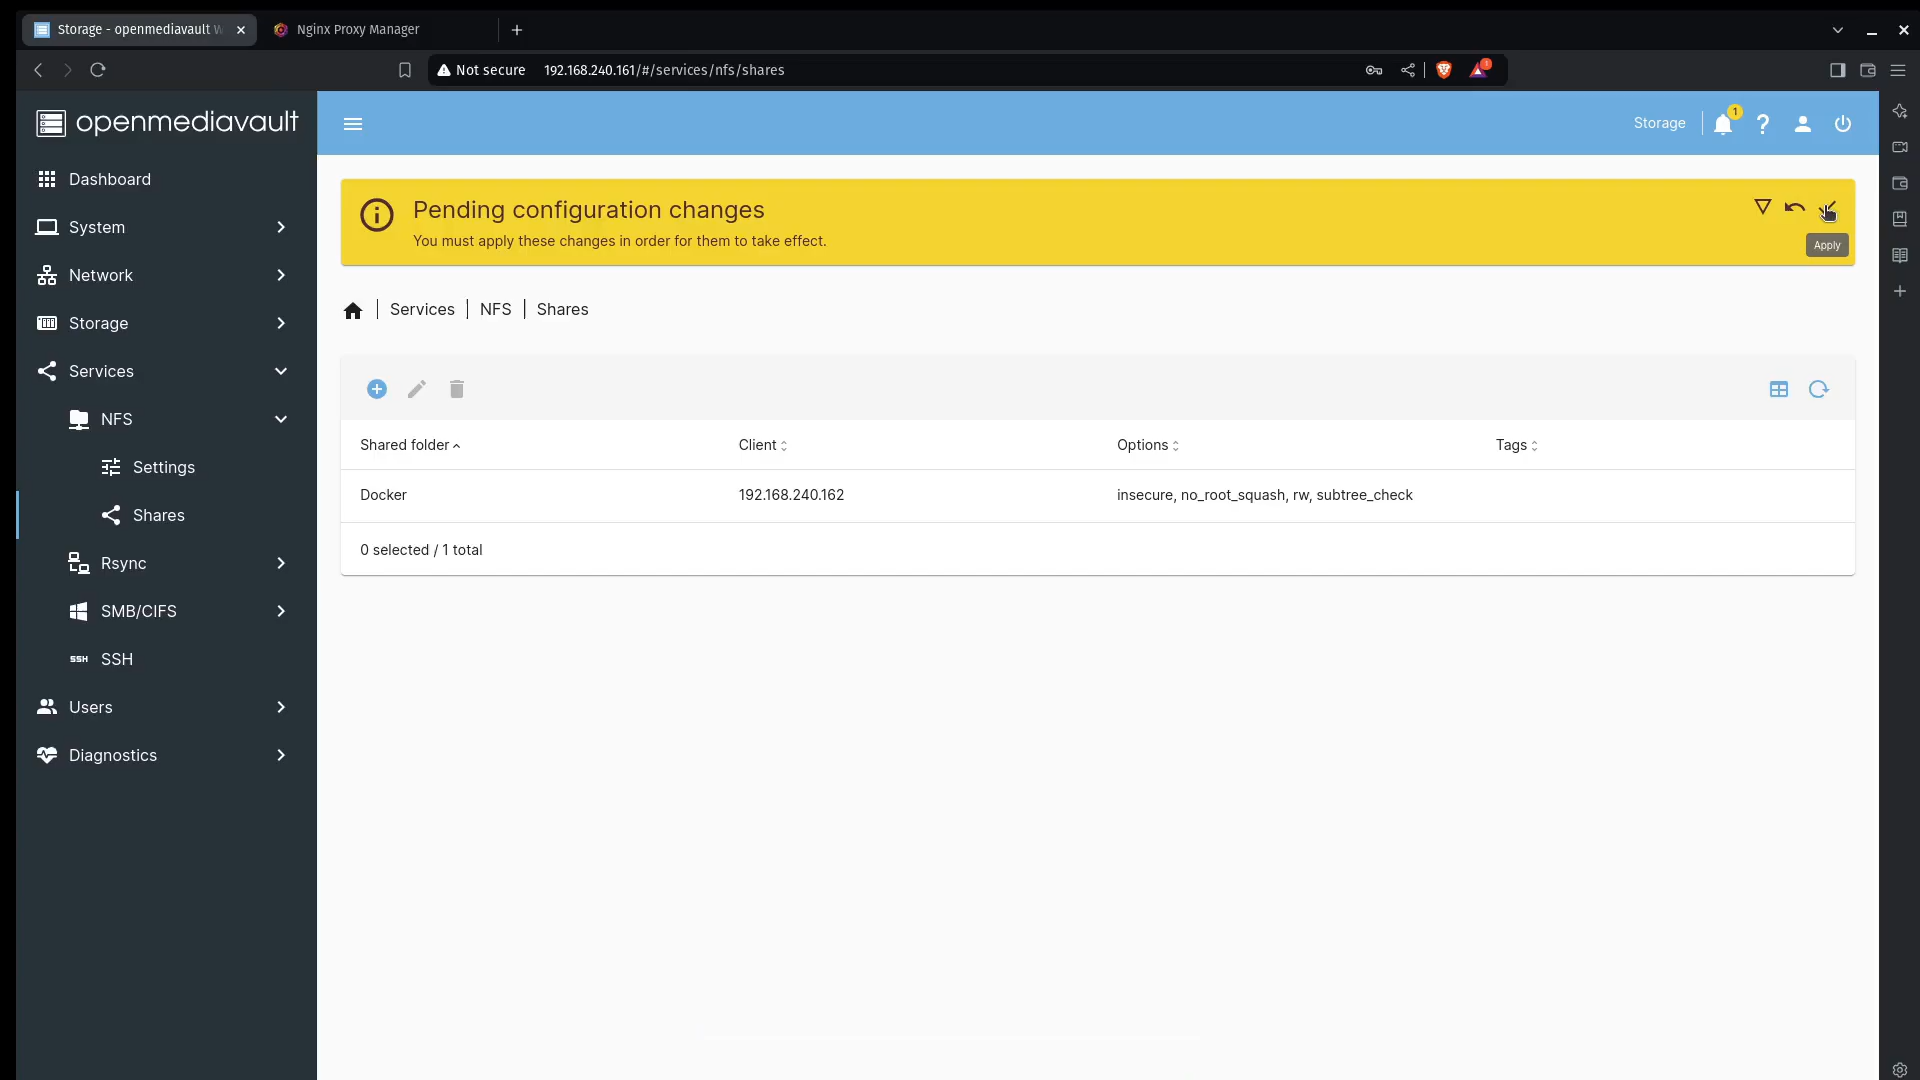 Storage - openmediavault W
Nginx Proxy Manager
Not secure
192.168.240.161/#/services/nfs/shares
1
openmediavault
Storage
1
Dashboard
System
Network
Storage
Services
NFS
Settings
Shares
Rsync
SMB/CIFS
SSH SSH
Users
Diagnostics
Pending configuration changes
You must apply these changes in order for them to take effect.
Apply
Services | NFS | Shares
Shared folder Client Options Tags
Docker 192.168.240.162 insecure, no_root_squash, rw, subtree_check
0 selected / 1 total